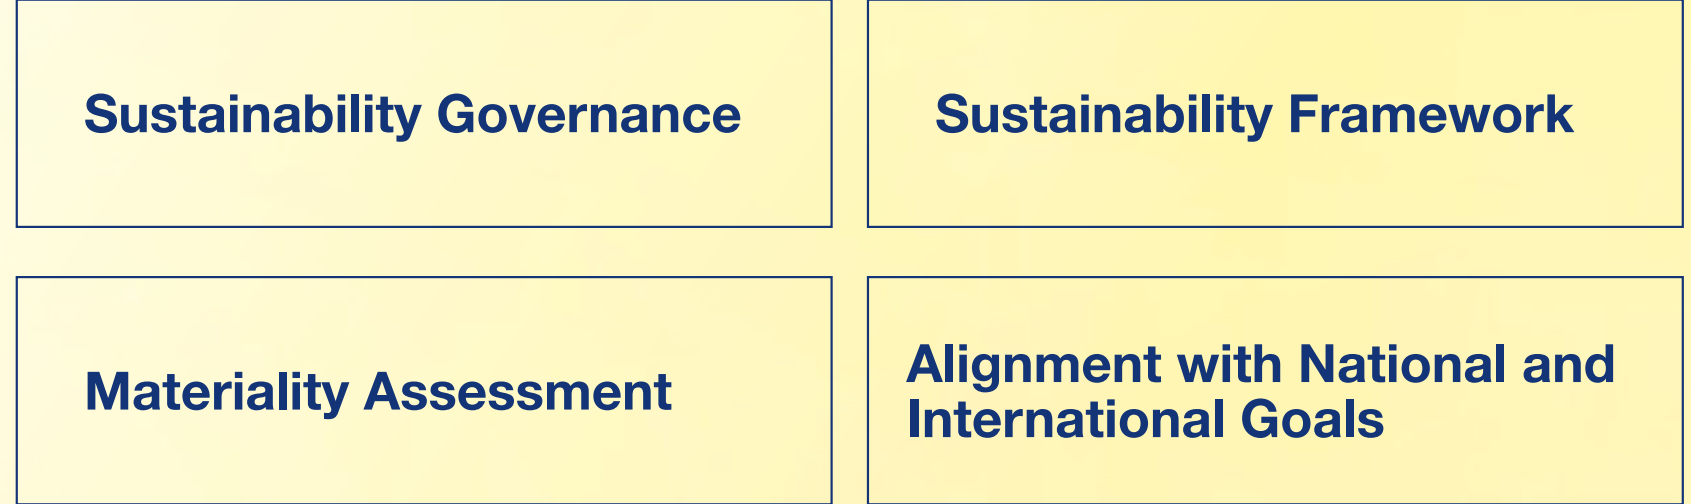 Sustainability Governance
Sustainability Framework
Materiality Assessment
Alignment with National and
International Goals